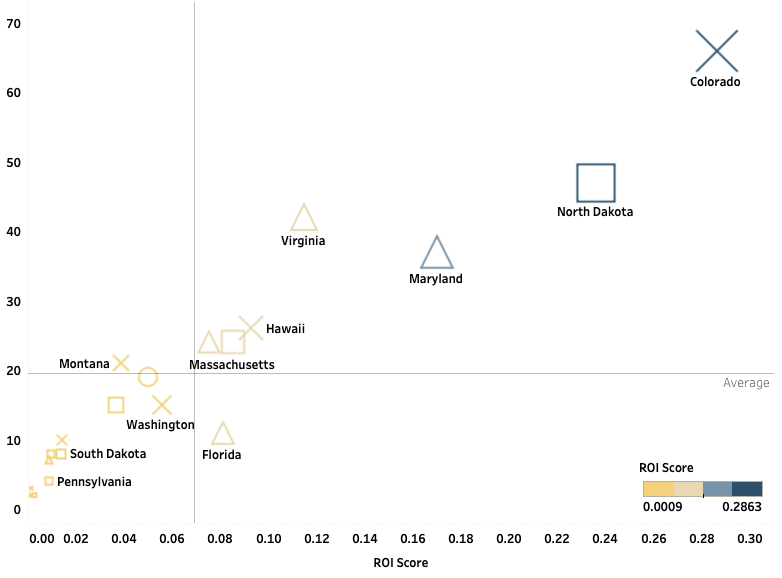 70
Colorado
60
50
North Dakota
40
Virginia
Maryland
30
Hawaii
Montana
Massachusetts
20
Average
Washington
10
Florida
South Dakota
Pennsylvania
ROI Score
0.0009 0.2863
0
0.00 0.02 0.04 0.06 0.08 0.10 0.12 0.14 0.16 0.18 0.20 0.22 0.24 0.26 0.28 0.30
ROI Score